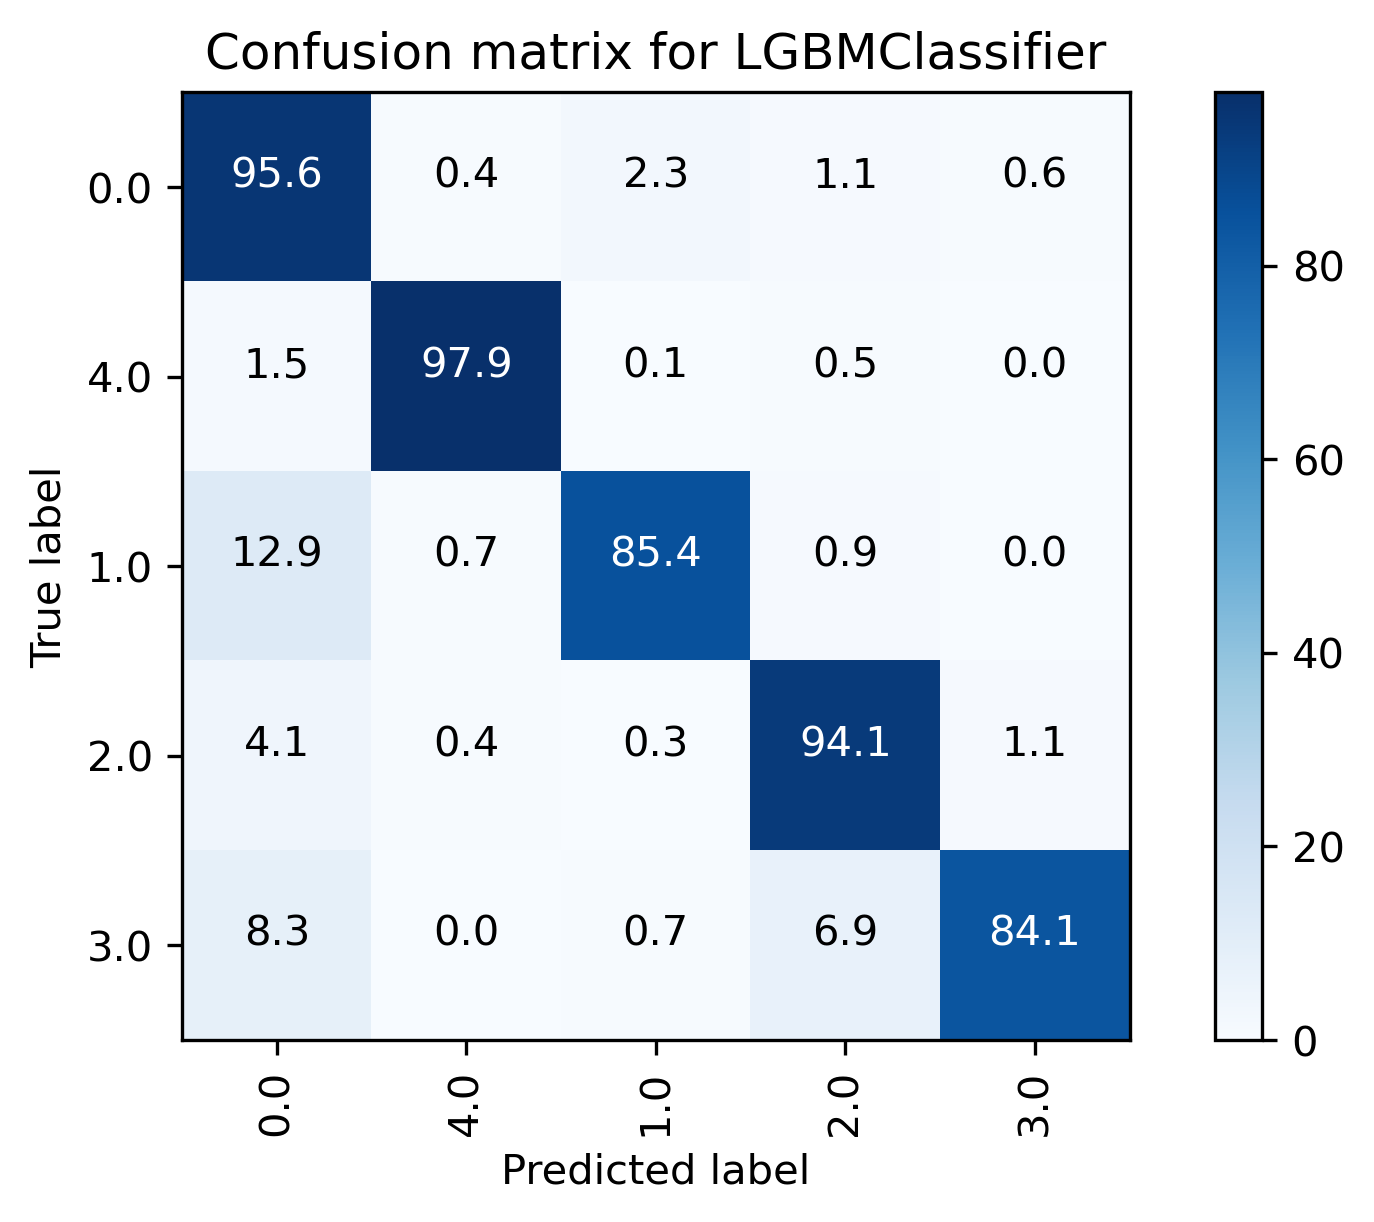 Confusion matrix for LGBMClassifier
0.0 95.6 0.4 2.3 1.1 0.6
4.0 1.5 97.9 0.1 0.5 0.0
1.0 12.9 0.7 85.4 0.9 0.0
2.0 4.1 0.4 0.3 94.1 1.1
3.0 8.3 0.0 0.7 6.9 84.1
True label
0.0 4.0 1.0 2.0 3.0
Predicted label
80
60
40
20
0